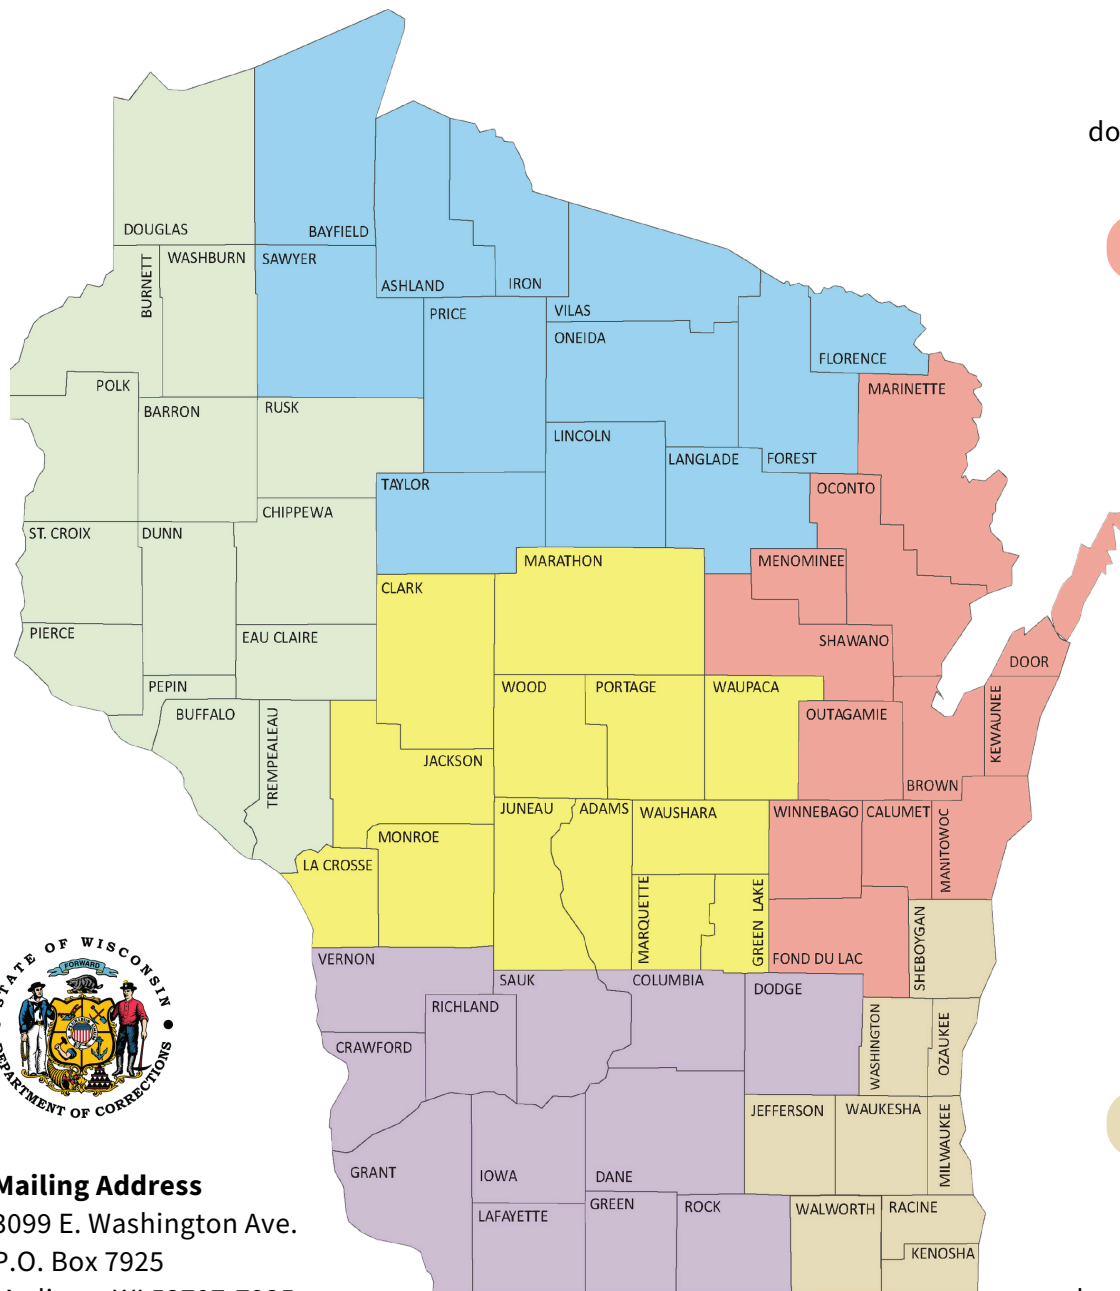 do
DOUGLAS
BAYFIELD
BURNETT
WASHBURN
SAWYER
ASHLAND
IRON
PRICE
VILAS
ONEIDA
FLORENCE
POLK
BARRON
RUSK
MARINETTE
LINCOLN
LANGLADE
FOREST
TAYLOR
OCONTO
CHIPPEWA
ST. CROIX
DUNN
MARATHON
MENOMINEE
CLARK
PIERCE
EAU CLAIRE
SHAWANO
DOOR
PEPIN
WOOD
PORTAGE
WAUPACA
BUFFALO
TREMPEALEAU
OUTAGAMIE
KEWAUNEE
JACKSON
BROWN
JUNEAU
ADAMS
WAUSHARA
WINNEBAGO
CALUMET
MANITOWOC
MONROE
LA CROSSE
MARQUETTE
GREEN LAKE
FOND DU LAC
SHEBOYGAN
VERNON
SAUK
COLUMBIA
DODGE
RICHLAND
CRAWFORD
WASHINGTON
OZAUKEE
JEFFERSON
WAUKESHA
MILWAUKEE
GRANT
IOWA
DANE
LAFAYETTE
GREEN
ROCK
WALWORTH
RACINE
KENOSHA
STATE OF WISCONSIN
FORWARD
DEPARTMENT OF CORRECTIONS
Mailing Address
3099 E. Washington Ave.
P.O. Box 7925